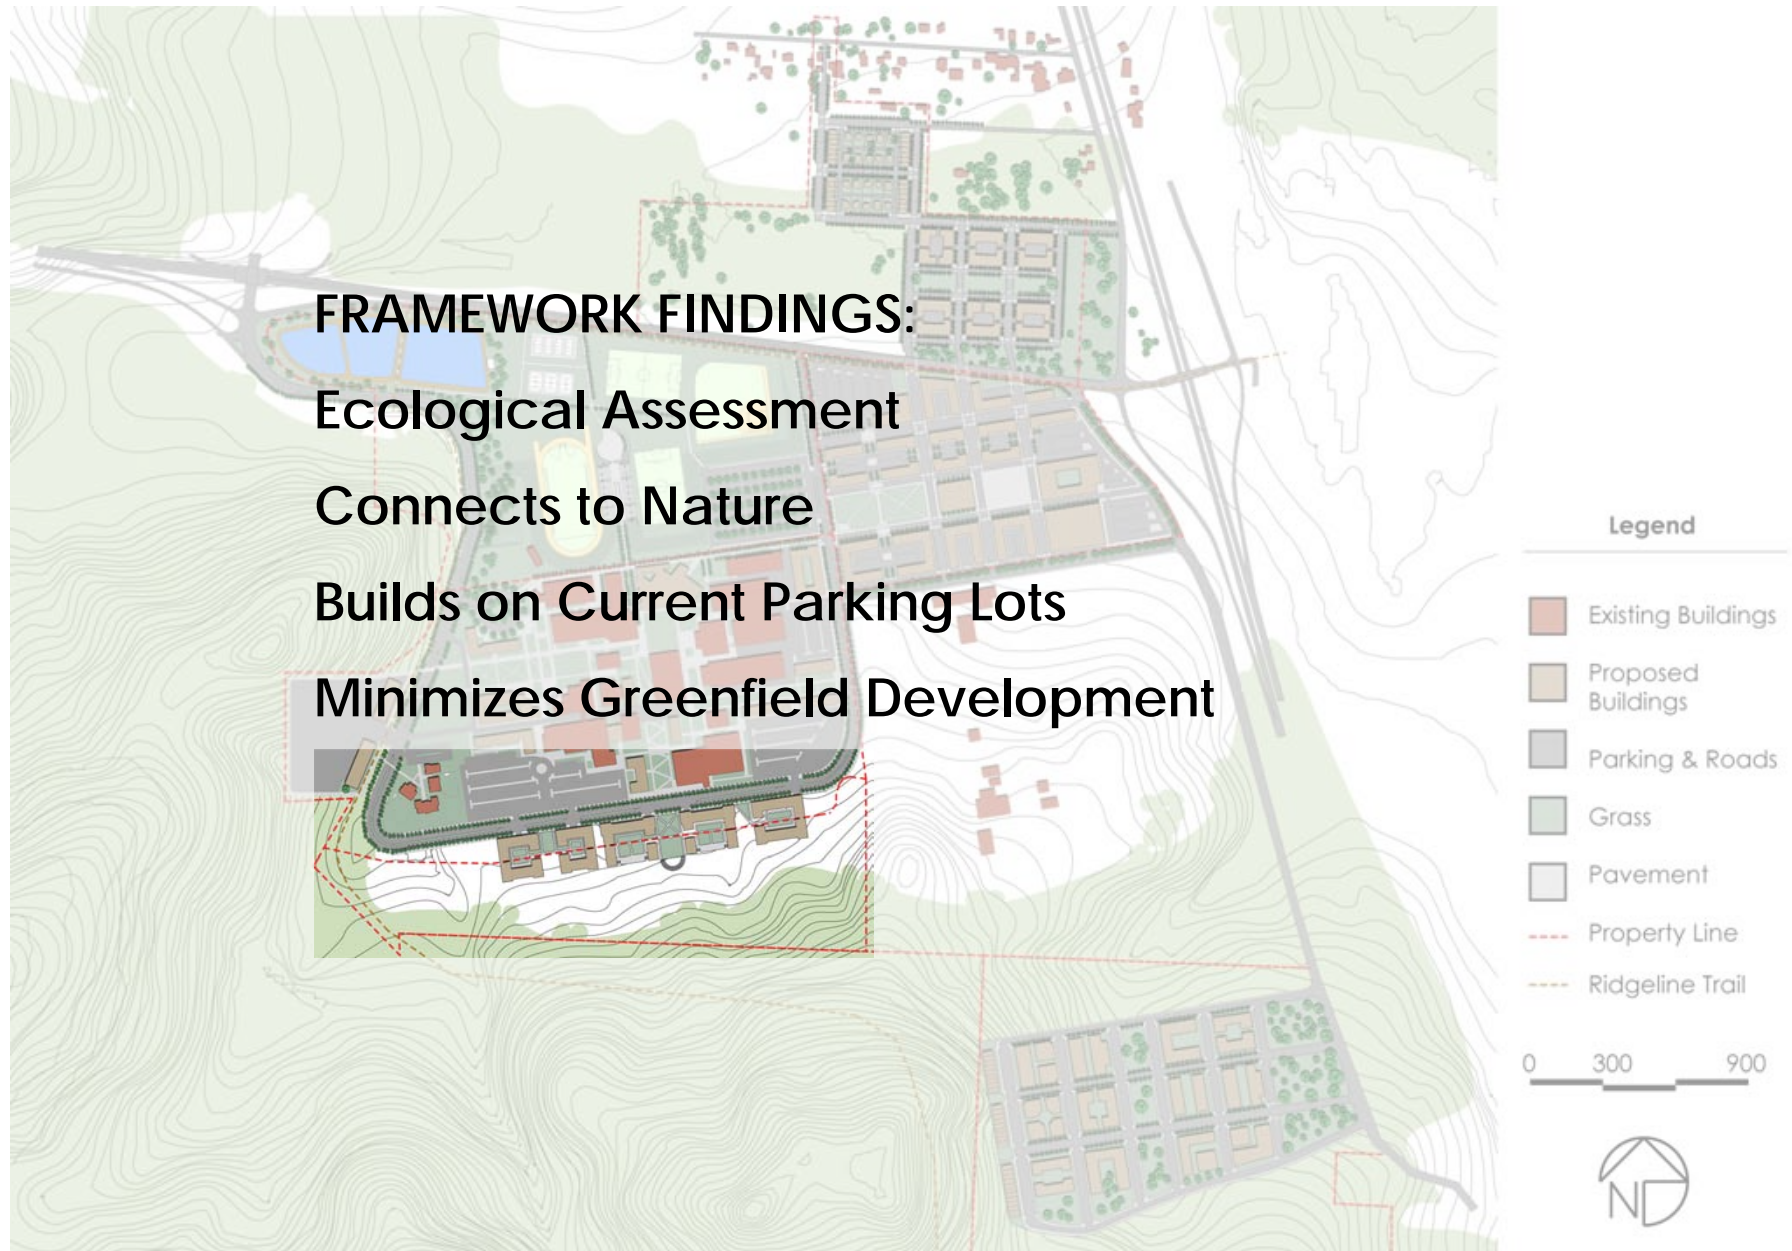 FRAMEWORK FINDINGS:
Ecological Assessment
Connects to Nature
Builds on Current Parking Lots
Minimizes Greenfield Development
Legend
Existing Buildings
Proposed
Buildings
Parking & Roads
Grass
Pavement
Property Line
Ridgeline Trail
0 300 900
N